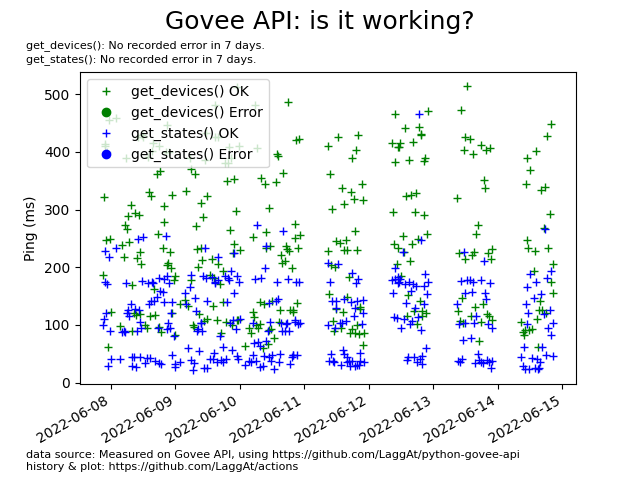 Govee API: is it working?
get_devices(): No recorded error in 7 days.
get_states(): No recorded error in 7 days.
get_devices() OK
get_devices() Error
get_states() OK
get_states() Error
Ping (ms)
500
400
300
200
100
0
2022-06-08
2022-06-09
2022-06-10
2022-06-11
2022-06-12
2022-06-13
2022-06-14
2022-06-15
data source: Measured on Govee API, using https://github.com/LaggAt/python-govee-api
history & plot: https://github.com/LaggAt/actions